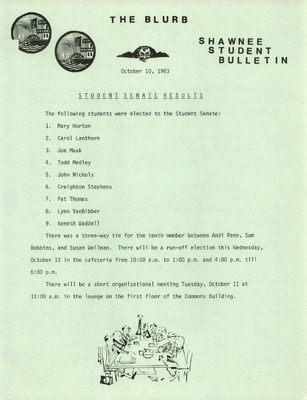 THE BLURB
SHAWNEE
STUDENT
BULLETIN
October 10, 1983
STUDENT SENATE RESULTS
The following students were elected to the Student Senate:
1. Mary Horton
2. Carol Lanthorn
3. Joe Mauk
4. Todd Medley
5. John Nichols
6. Creighton Stephens
7. Pat Thomas
8. Lynn VanBibber
9. Keneth Waddell
There was a three-way tie for the tenth member between Andi Penn, Sam
Robbins, and Susan Wellman. There will be a run-off election this Wednesday,
October 12 in the cafeteria from 10:00 a.m. to 1:00 p.m. and 4:00 p.m. till
6:00 p.m.
There will be a short organizational meeting Tuesday, October 11 at
11:00 a.m. in the lounge on the first floor of the Commons Building.